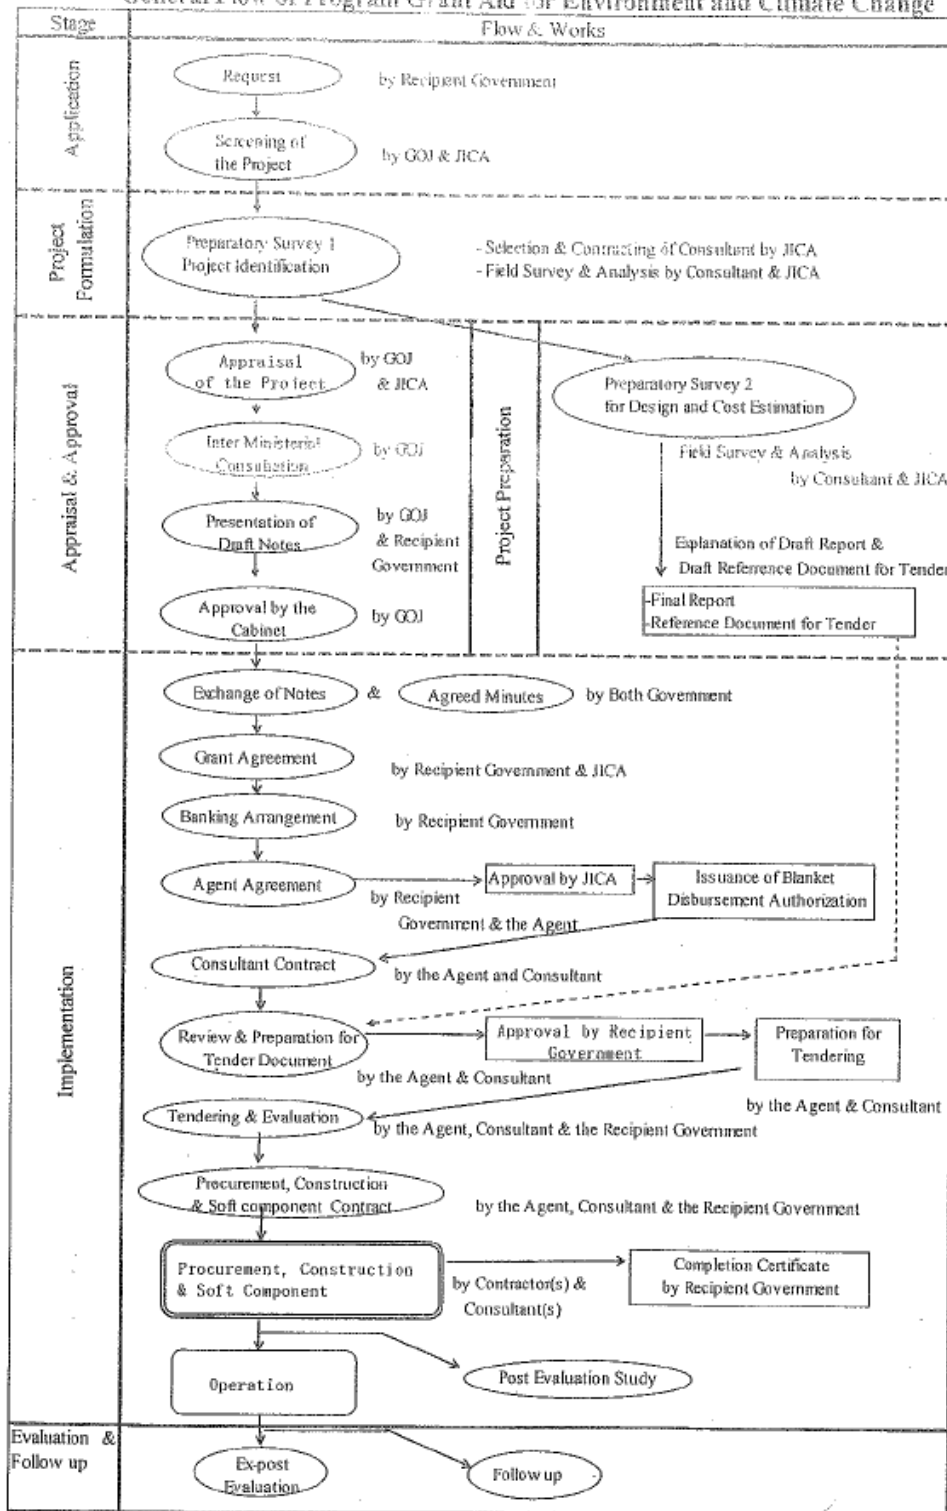 General Flow of Program Grant Aid for Environment and Climate Change
Stage
Flow & Works
Application
Request
by Recipient Government
Screening of
the Project
by GOJ & JICA
Project
Formulation
Preparatory Survey 1
Project Identification
- Selection & Contracting of Consultant by JICA
- Field Survey & Analysis by Consultant & JICA
Appraisal & Approval
Appraisal
of the Project
by GOJ
& JICA
Inter Ministerial
Consultation
by GOJ
Presentation of
Draft Notes
by GOJ
& Recipient
Government
Approval by the
Cabinet
by GOJ
Project Preparation
Preparatory Survey 2
for Design and Cost Estimation
Field Survey & Analysis
by Consultant & JICA
Explanation of Draft Report &
Draft Referrence Document for Tender
-Final Report
-Reference Document for Tender
Implementation
Exchange of Notes
&
Agreed Minutes
by Both Government
Grant Agreement
by Recipient Government & JICA
Banking Arrangement
by Recipient Government
Agent Agreement
by Recipient
Government & the Agent
Approval by JICA
Issuance of Blanket
Disbursement Authorization
Consultant Contract
by the Agent and Consultant
Review & Preparation for
Tender Document
by the Agent & Consultant
Approval by Recipient
Government
Preparation for
Tendering
by the Agent & Consultant
Tendering & Evaluation
by the Agent, Consultant & the Recipient Government
Procurement, Construction
& Soft component Contract
by the Agent, Consultant & the Recipient Government
Procurement, Construction
& Soft Component
by Contractor(s) &
Consultant(s)
Completion Certificate
by Recipient Government
Operation
Post Evaluation Study
Evaluation &
Follow up
Ex-post
Evaluation
Follow up